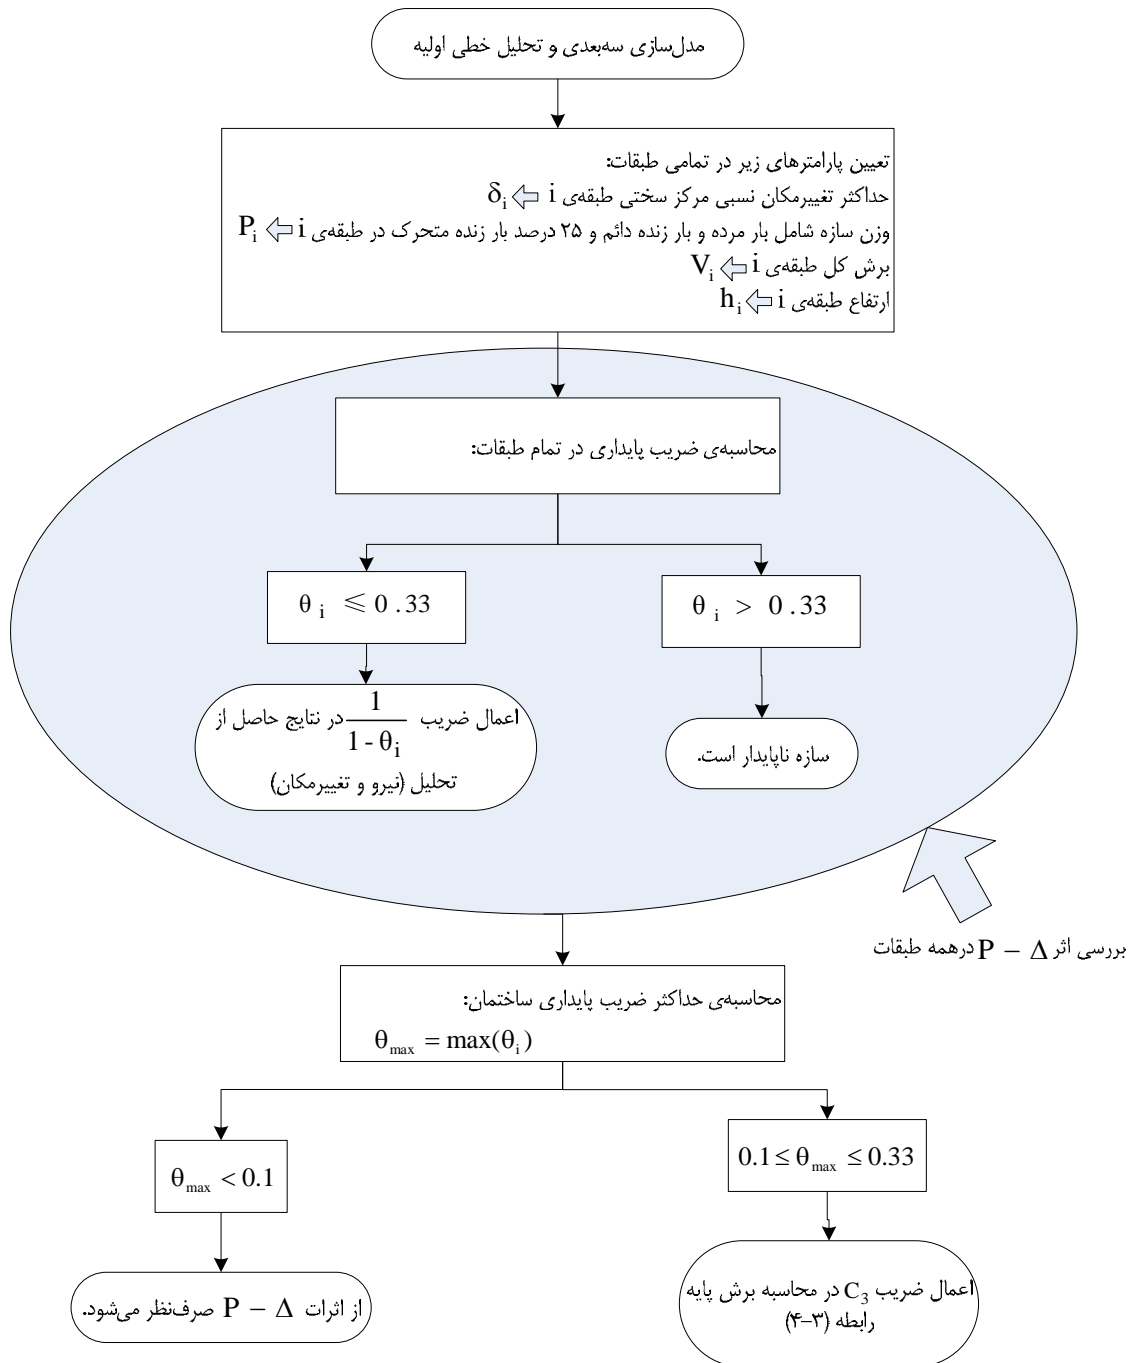 مدل‌سازی سه‌بعدی و تحلیل خطی اولیه
تعیین پارامترهای زیر در تمامی طبقات:
حداکثر تغییرمکان نسبی مرکز سختی طبقه‌ی i ⇦ δi
وزن سازه شامل بار مرده و بار زنده دائم و ۲۵ درصد بار زنده متحرک در طبقه‌ی i ⇦ Pi
برش کل طبقه‌ی i ⇦ Vi
ارتفاع طبقه‌ی i ⇦ hi
محاسبه‌ی ضریب پایداری در تمام طبقات:
θi ≤ 0.33
θi > 0.33
اعمال ضریب 1/(1-θi) در نتایج حاصل از
تحلیل (نیرو و تغییرمکان)
سازه ناپایدار است.
بررسی اثر P – Δ درهمه طبقات
محاسبه‌ی حداکثر ضریب پایداری ساختمان:
θmax = max(θi)
θmax < 0.1
0.1 ≤ θmax ≤ 0.33
از اثرات P – Δ صرف‌نظر می‌شود.
اعمال ضریب C3 در محاسبه برش پایه
رابطه (۳-۴)